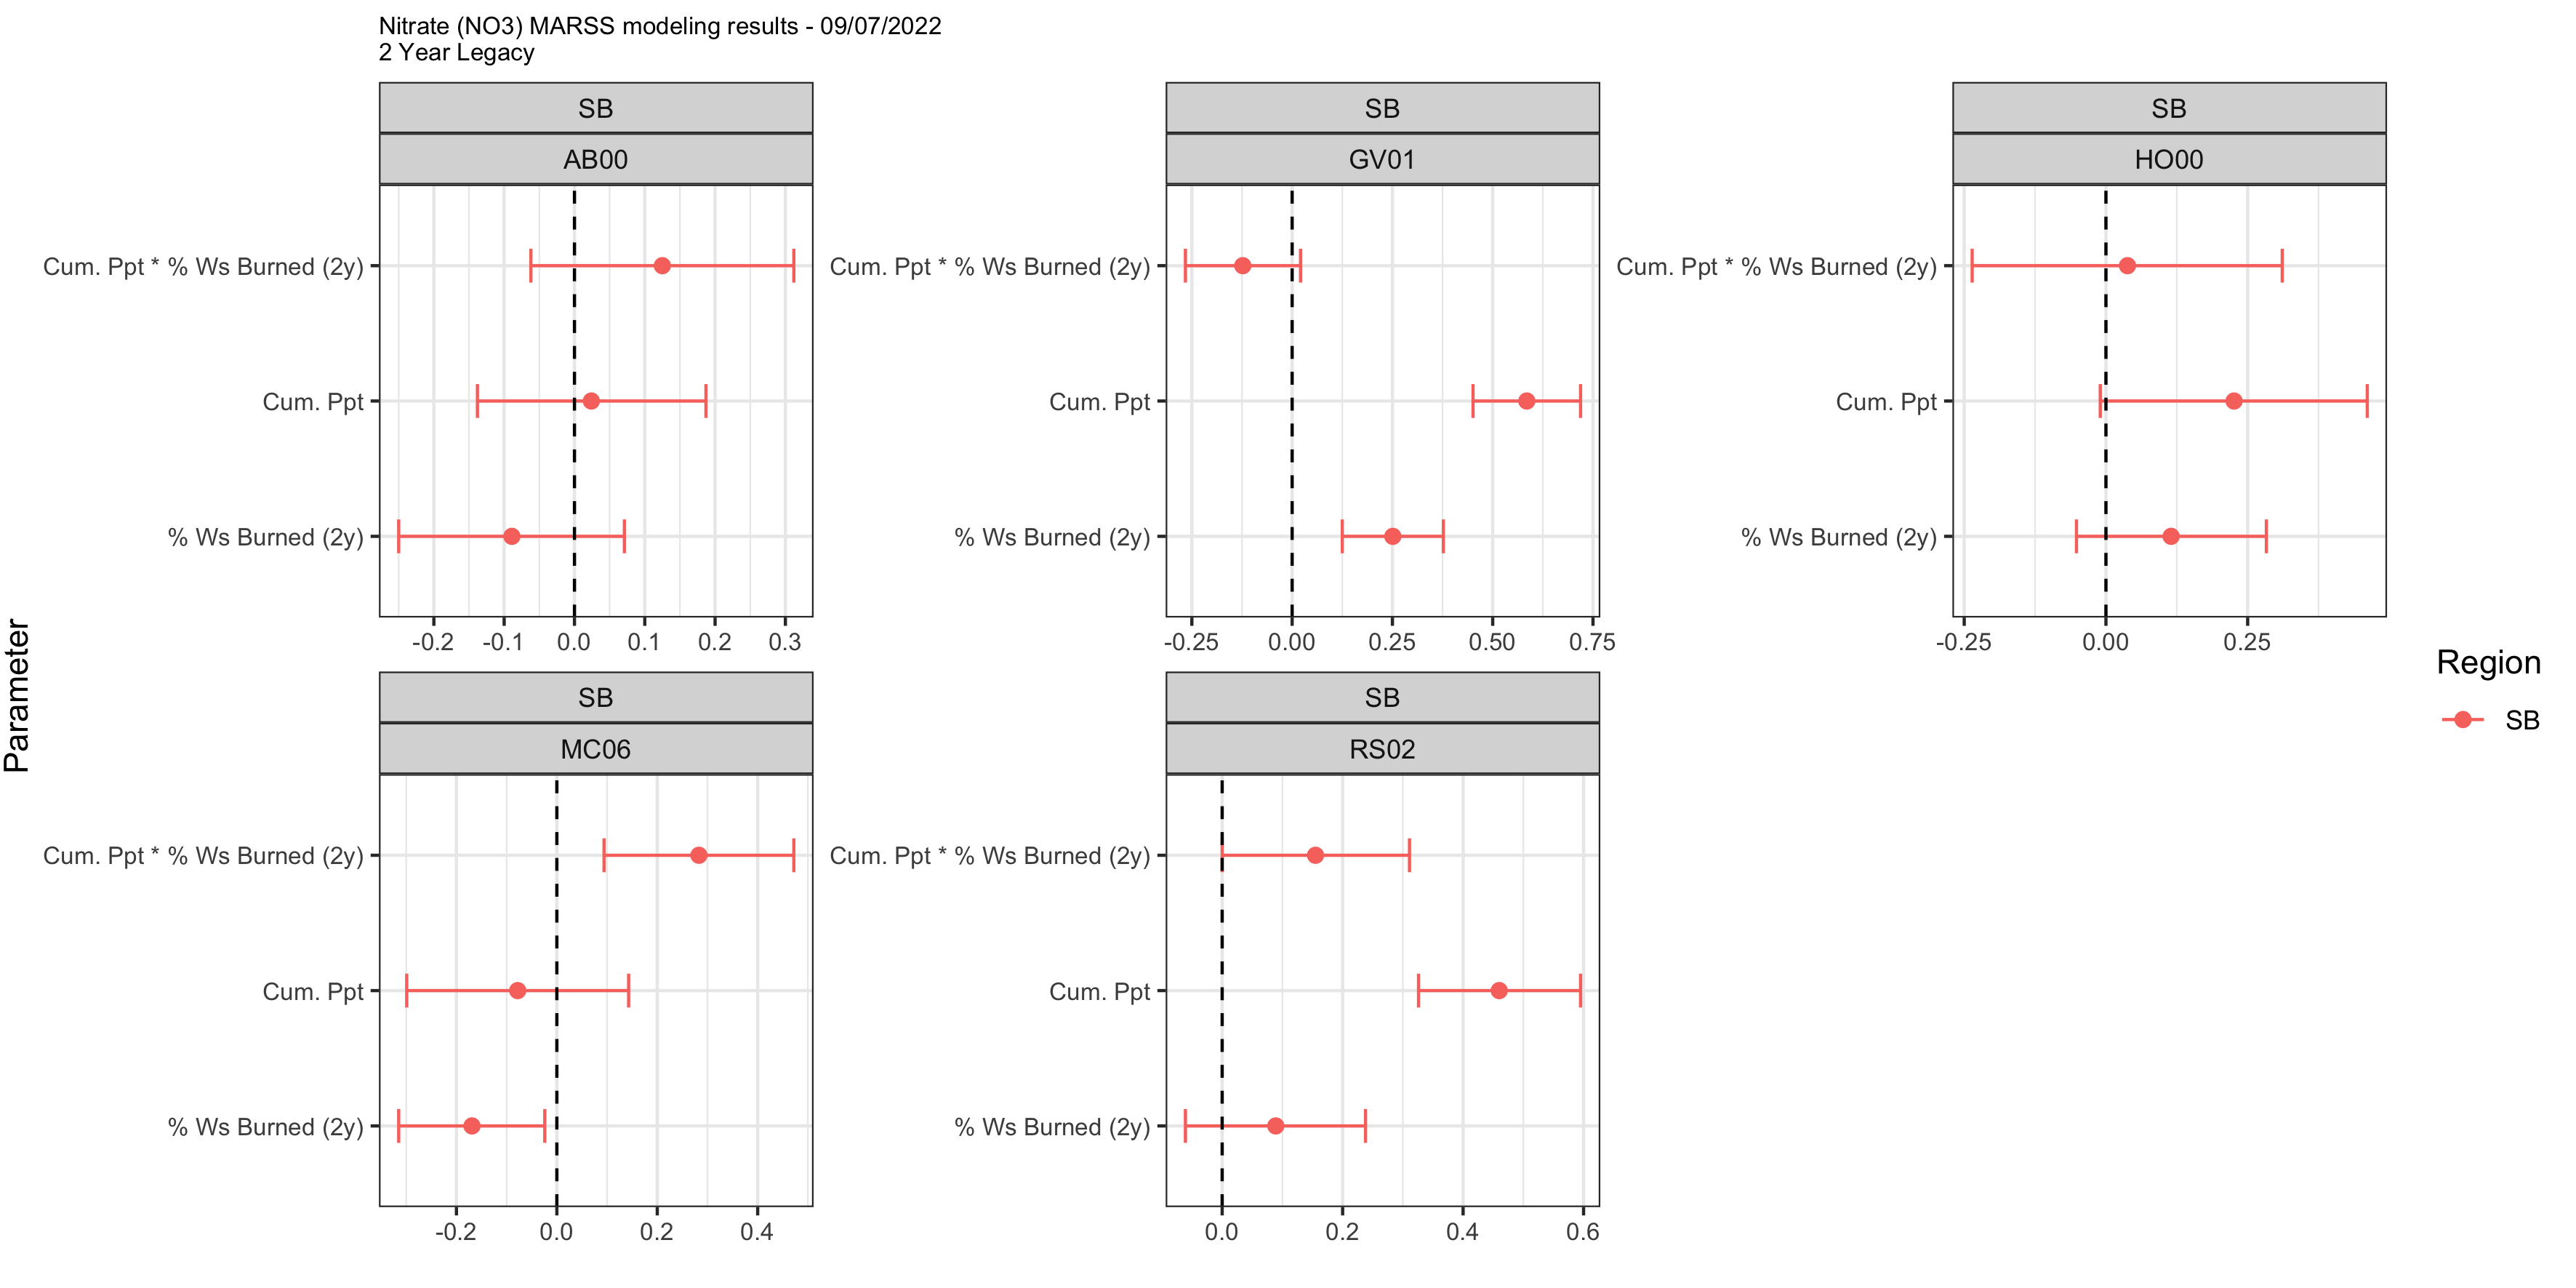 Nitrate (NO3) MARSS modeling results - 09/07/2022
2 Year Legacy
SB
AB00
Cum. Ppt * % Ws Burned (2y)
Cum. Ppt
% Ws Burned (2y)
-0.2 -0.1 0.0 0.1 0.2 0.3
SB
GV01
Cum. Ppt * % Ws Burned (2y)
Cum. Ppt
% Ws Burned (2y)
-0.25 0.00 0.25 0.50 0.75
SB
HO00
Cum. Ppt * % Ws Burned (2y)
Cum. Ppt
% Ws Burned (2y)
-0.25 0.00 0.25
SB
MC06
Cum. Ppt * % Ws Burned (2y)
Cum. Ppt
% Ws Burned (2y)
-0.2 0.0 0.2 0.4
SB
RS02
Cum. Ppt * % Ws Burned (2y)
Cum. Ppt
% Ws Burned (2y)
0.0 0.2 0.4 0.6
Parameter
Region
SB